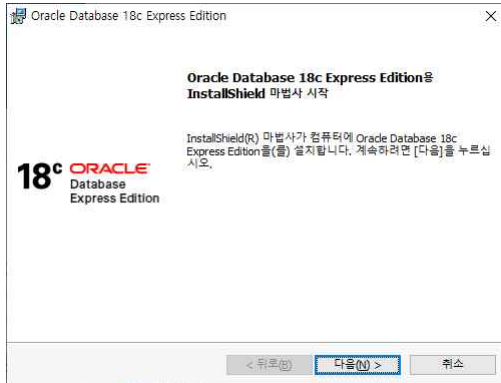 Oracle Database 18c Express Edition
Oracle Database 18c Express Edition용
InstallShield 마법사 시작
InstallShield(R) 마법사가 컴퓨터에 Oracle Database 18c
Express Edition을(를) 설치합니다. 계속하려면 [다음]을 누르십
시오.
18c ORACLE
Database
Express Edition
< 뒤로(B)
다음(N) >
취소